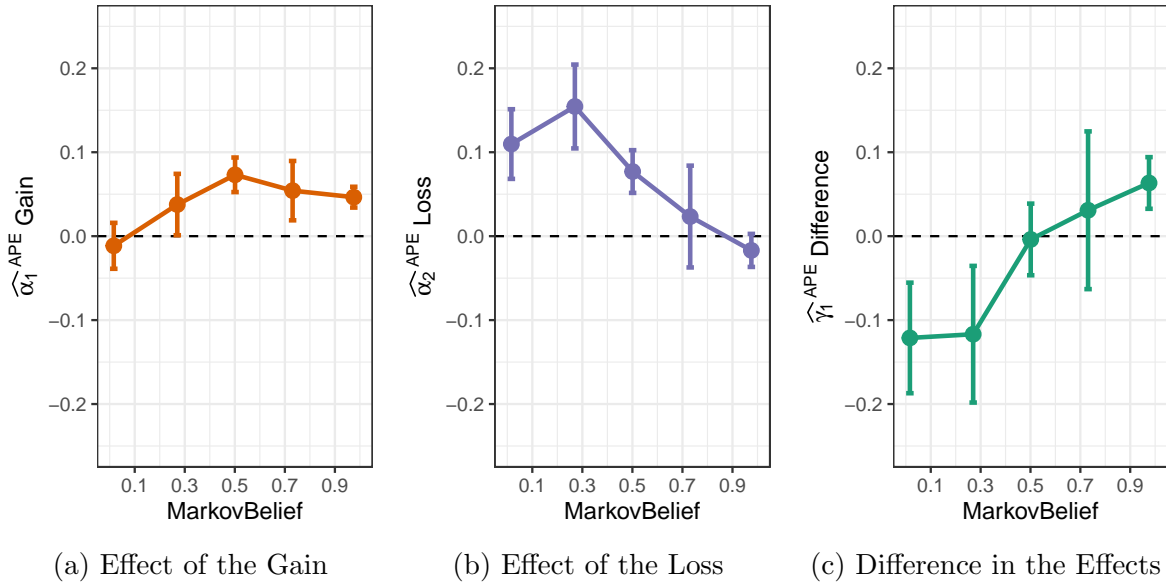 0.2
0.1
0.0
−0.1
−0.2
α̂₁^APE Gain
0.1 0.3 0.5 0.7 0.9
MarkovBelief
(a) Effect of the Gain
0.2
0.1
0.0
−0.1
−0.2
α̂₂^APE Loss
0.1 0.3 0.5 0.7 0.9
MarkovBelief
(b) Effect of the Loss
0.2
0.1
0.0
−0.1
−0.2
γ̂₁^APE Difference
0.1 0.3 0.5 0.7 0.9
MarkovBelief
(c) Difference in the Effects